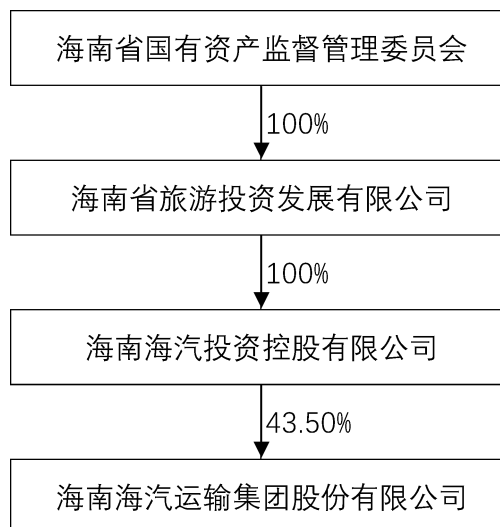 海南省国有资产监督管理委员会
100%
海南省旅游投资发展有限公司
100%
海南海汽投资控股有限公司
43.50%
海南海汽运输集团股份有限公司